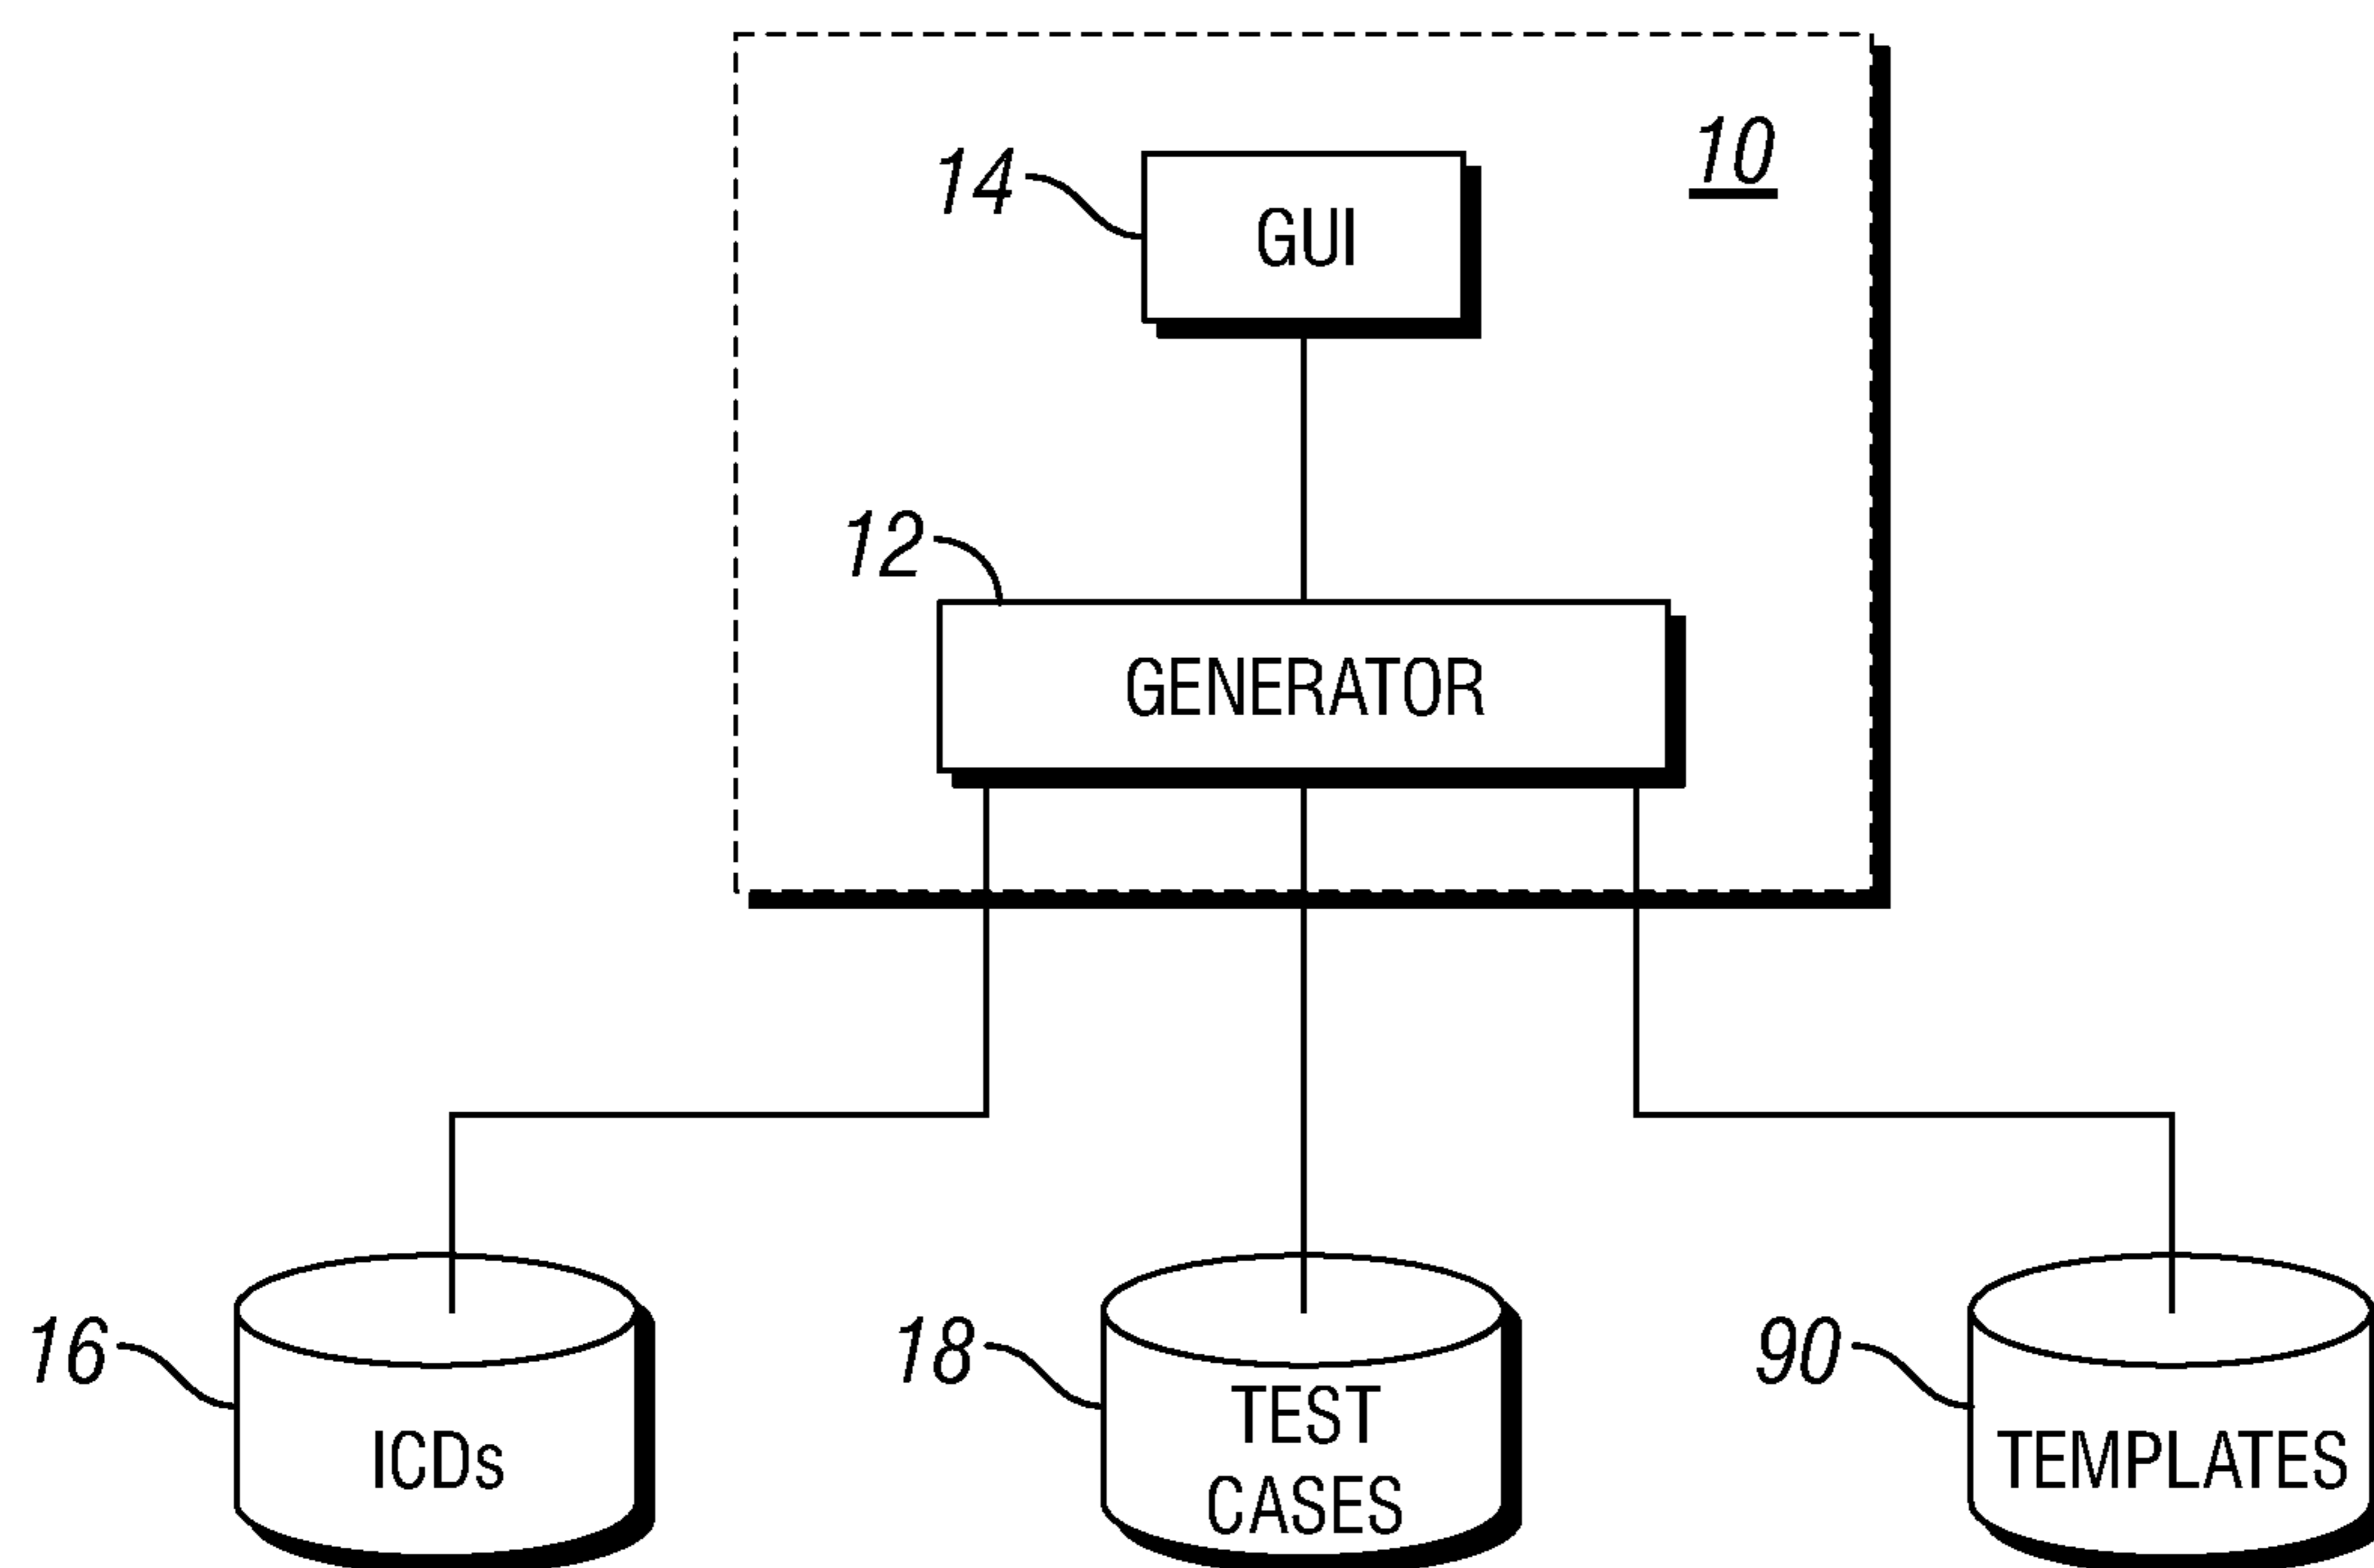 10
14
GUI
12
GENERATOR
16
ICDs
18
TEST
CASES
90
TEMPLATES